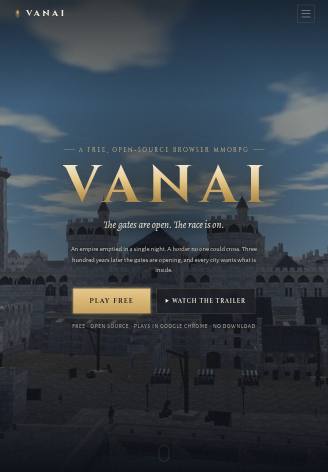 VANAI
A FREE, OPEN-SOURCE BROWSER MMORPG
VANAI
The gates are open. The race is on.
An empire emptied in a single night. A border no one could cross. Three
hundred years later the gates are opening, and every city wants what is
inside.
PLAY FREE
WATCH THE TRAILER
FREE · OPEN SOURCE · PLAYS IN GOOGLE CHROME · NO DOWNLOAD